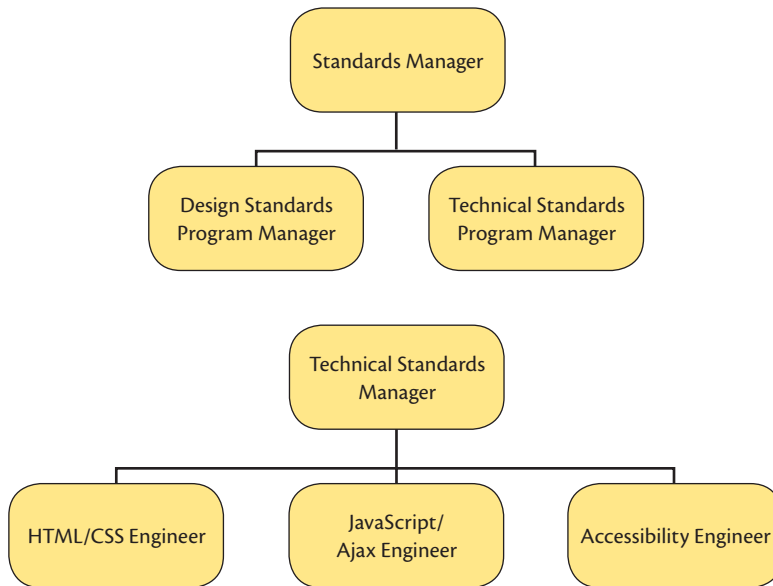 Standards Manager
Design Standards
Program Manager
Technical Standards
Program Manager
Technical Standards
Manager
HTML/CSS Engineer
JavaScript/
Ajax Engineer
Accessibility Engineer